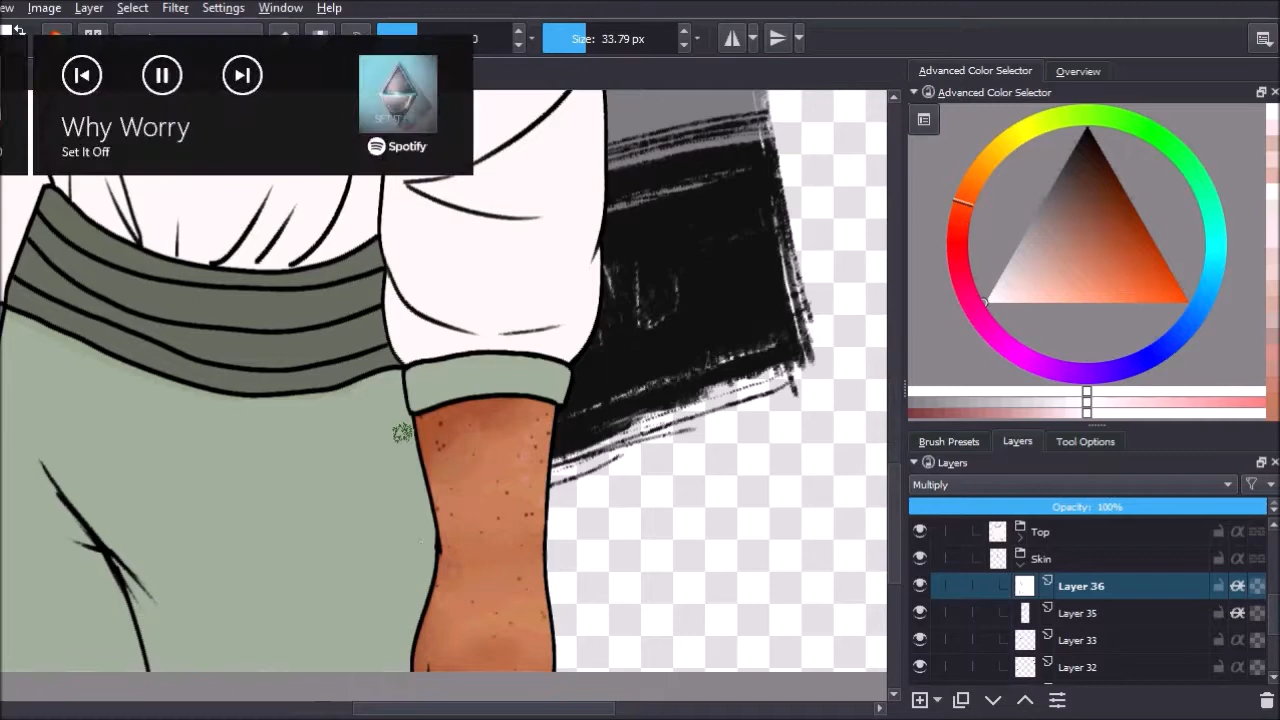 Image Layer Select Filter Settings Window Help
Size: 33.79 px
Why Worry
Set It Off
SET IT
Spotify
Advanced Color Selector Overview
Advanced Color Selector
Brush Presets Layers Tool Options
Layers
Multiply
Opacity: 100%
Top
Skin
Layer 36
Layer 35
Layer 33
Layer 32